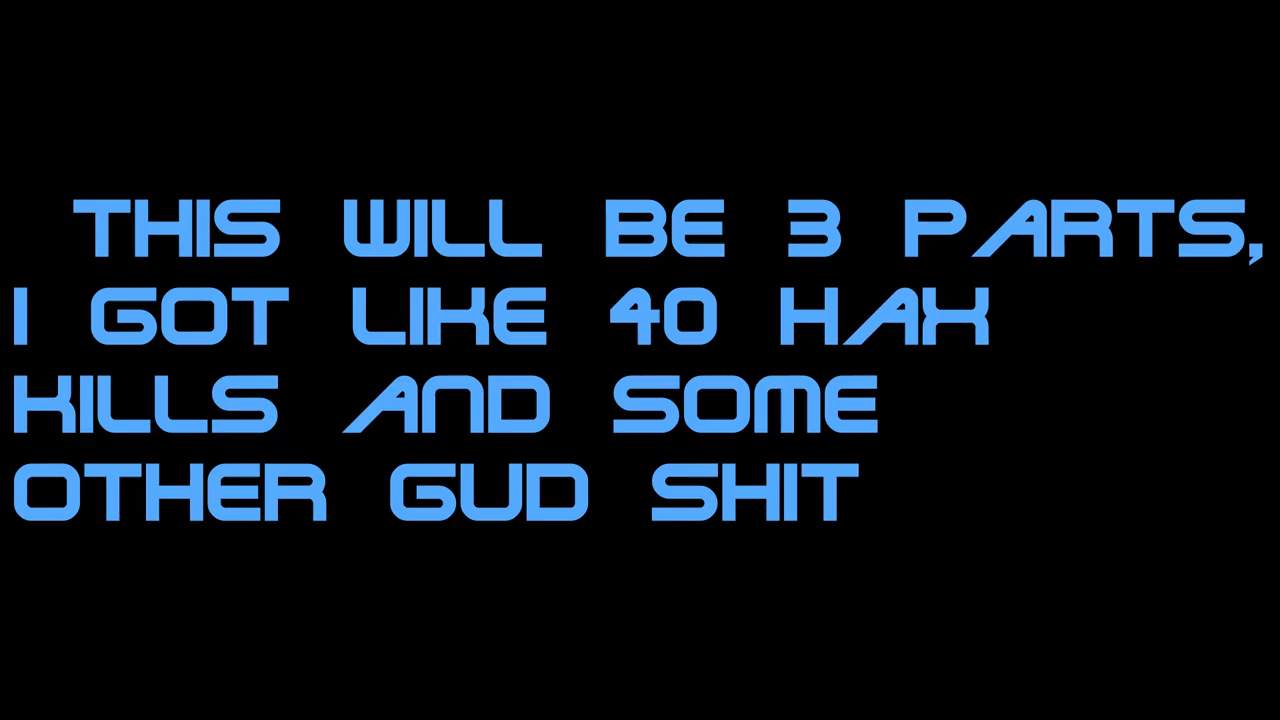 THIS WILL BE 3 PARTS,
I GOT LIKE 40 HAX
KILLS AND SOME
OTHER GUD SHIT